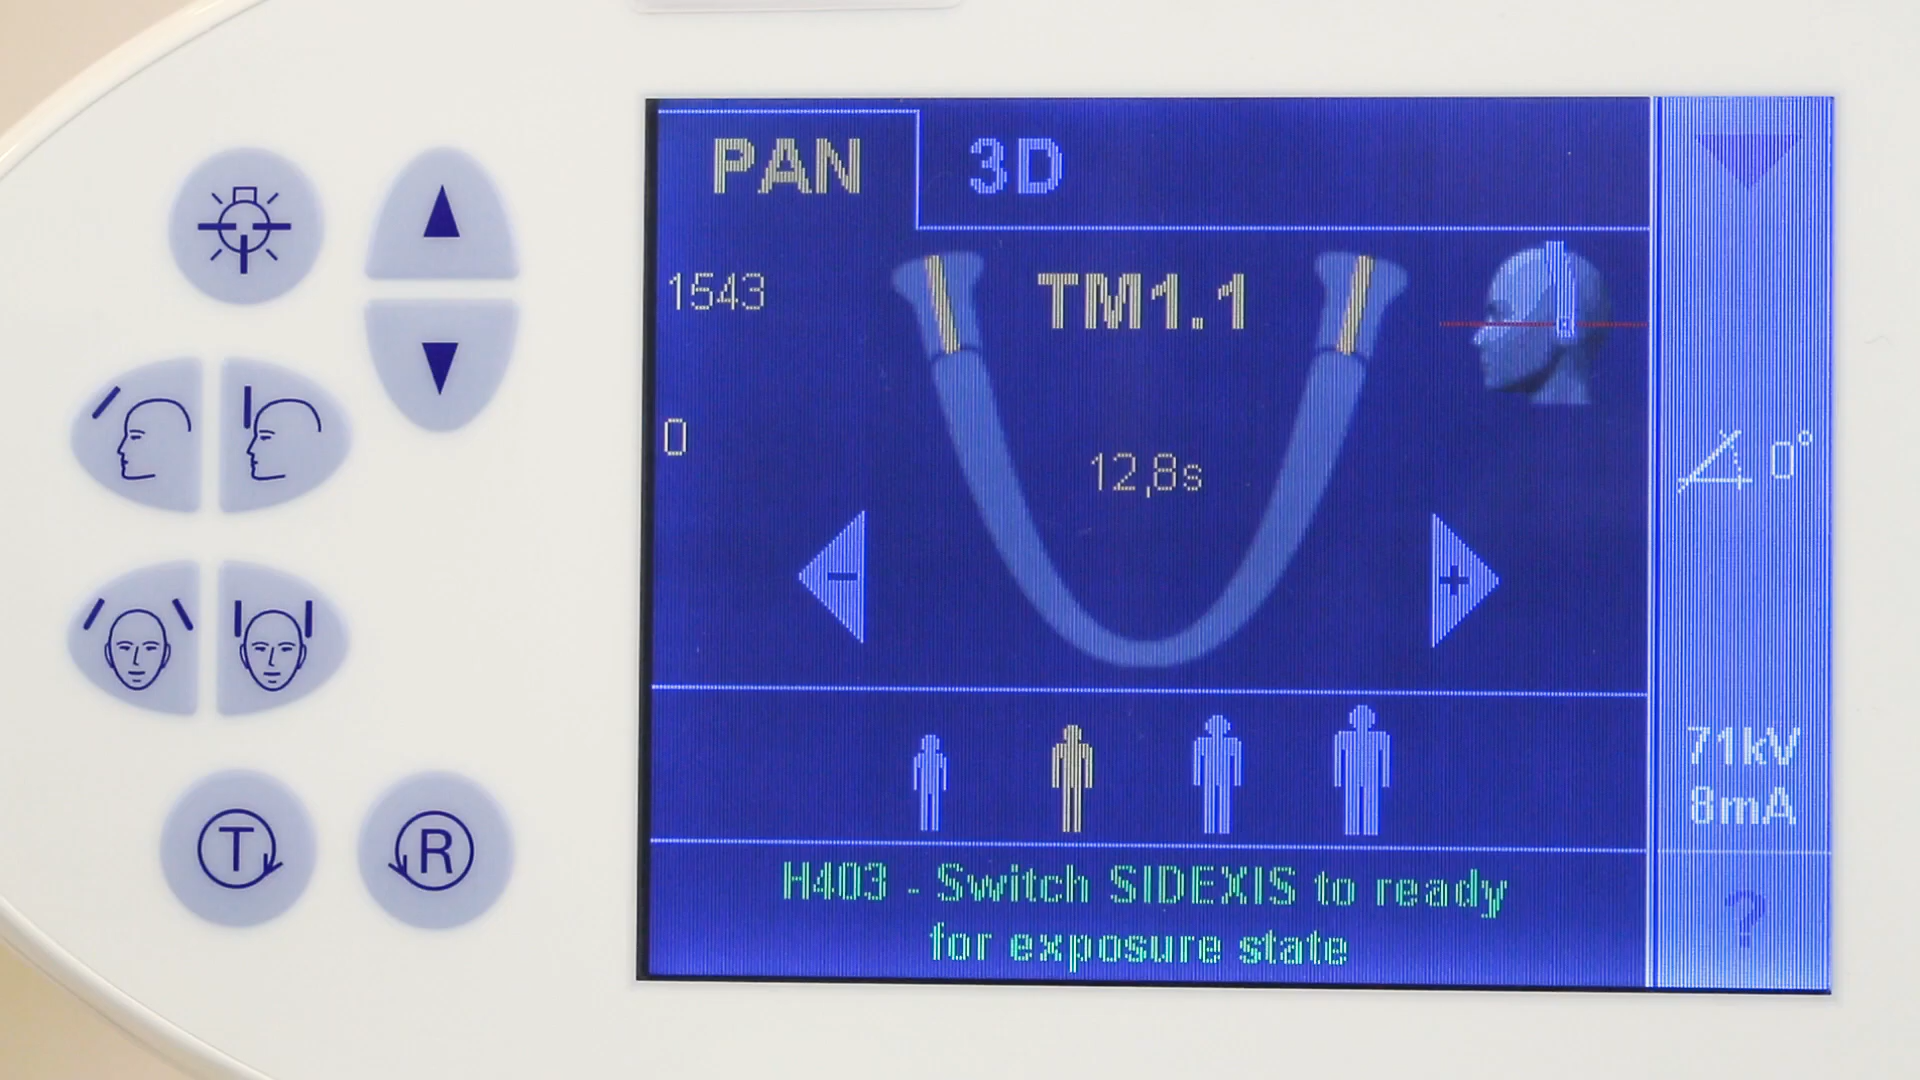 PAN 3D
1543
TM1.1
0
12,8s
0°
- +
71kV
8mA
H403 - Switch SIDEXIS to ready
for exposure state
?
T R